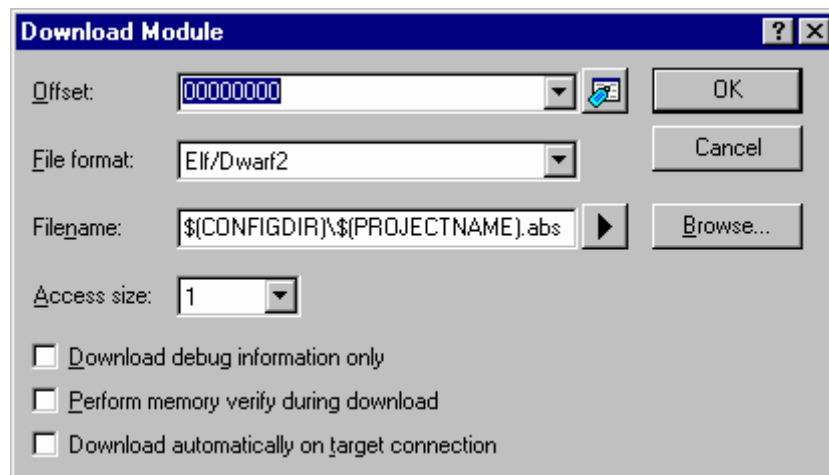 Download Module
Offset: 00000000 OK
File format: Elf/Dwarf2 Cancel
Filename: $(CONFIGDIR)\$(PROJECTNAME).abs Browse...
Access size: 1
Download debug information only
Perform memory verify during download
Download automatically on target connection